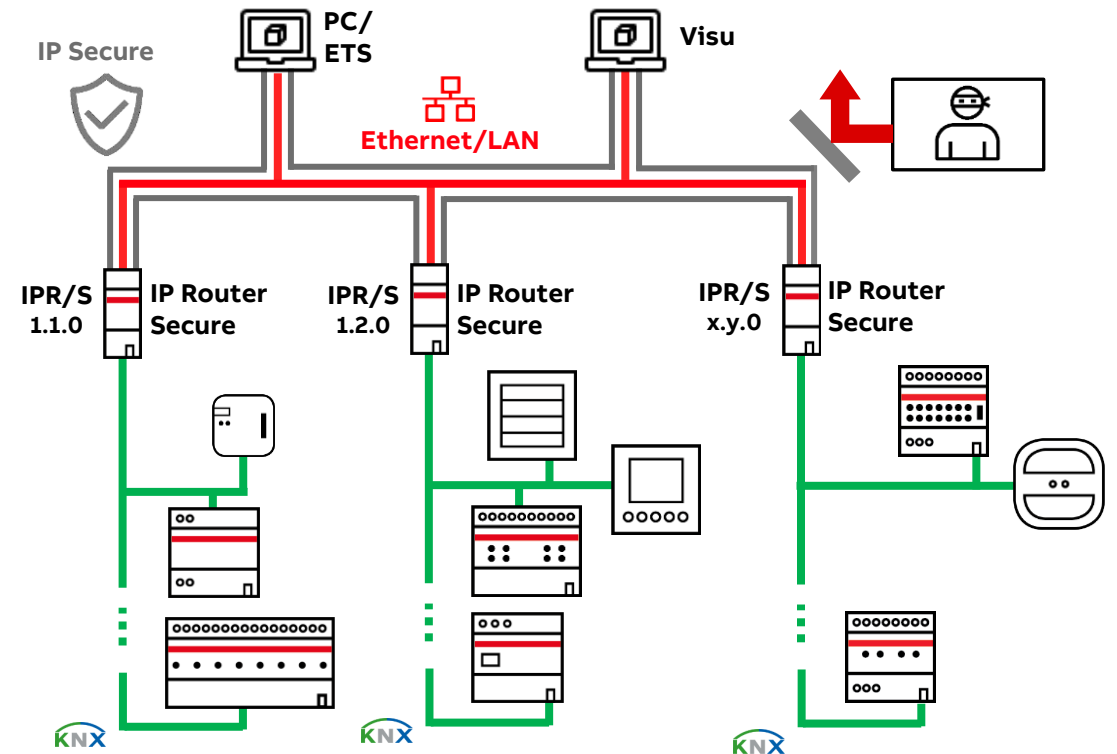 PC/
ETS
Visu
IP Secure
Ethernet/LAN
IPR/S
1.1.0
IP Router
Secure
IPR/S
1.2.0
IP Router
Secure
IPR/S
x.y.0
IP Router
Secure
KNX
KNX
KNX